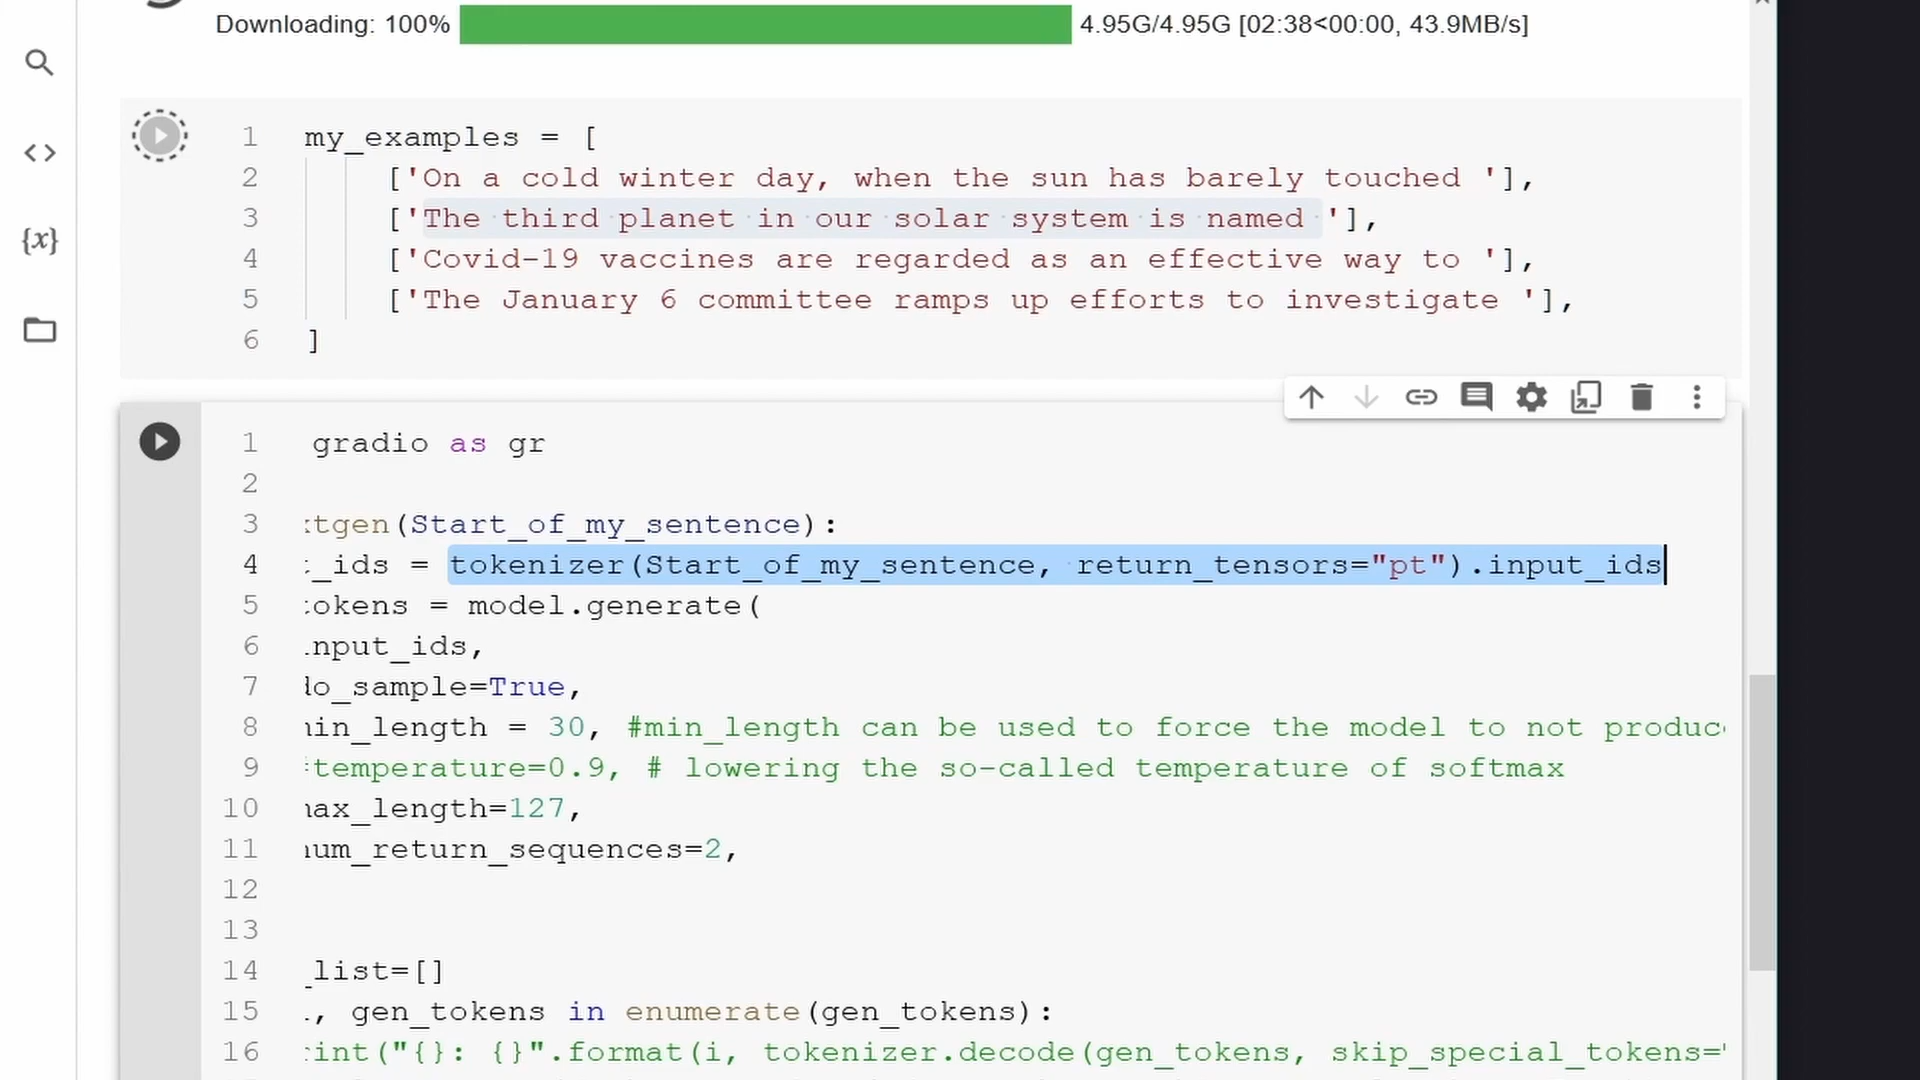 Downloading: 100% 4.95G/4.95G [02:38<00:00, 43.9MB/s]
1 my_examples = [
2 ['On a cold winter day, when the sun has barely touched '],
3 ['The third planet in our solar system is named '],
4 ['Covid-19 vaccines are regarded as an effective way to '],
5 ['The January 6 committee ramps up efforts to investigate '],
6 ]
{x}
1 gradio as gr
2
3 tgen(Start_of_my_sentence):
4 _ids = tokenizer(Start_of_my_sentence, return_tensors="pt").input_ids
5 okens = model.generate(
6 nput_ids,
7 do_sample=True,
8 in_length = 30, #min_length can be used to force the model to not produc
9 temperature=0.9, # lowering the so-called temperature of softmax
10 ax_length=127,
11 um_return_sequences=2,
12
13
14 _list=[]
15 , gen_tokens in enumerate(gen_tokens):
16 int("{}: {}".format(i, tokenizer.decode(gen_tokens, skip_special_tokens=